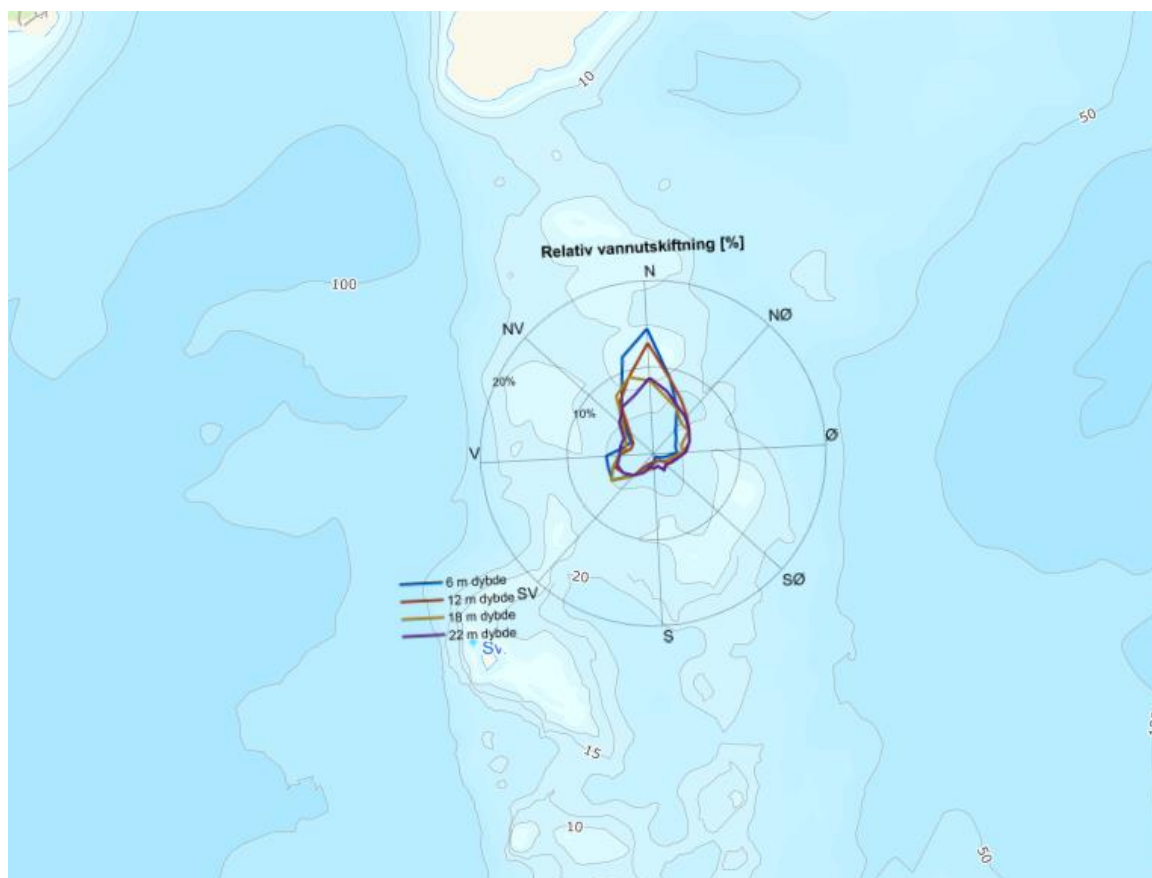 10
50
100
Relativ vannutskiftning [%]
N
NV
NØ
20%
10%
V
Ø
SV
SØ
S
20
6 m dybde
12 m dybde
18 m dybde
22 m dybde
15
10
50